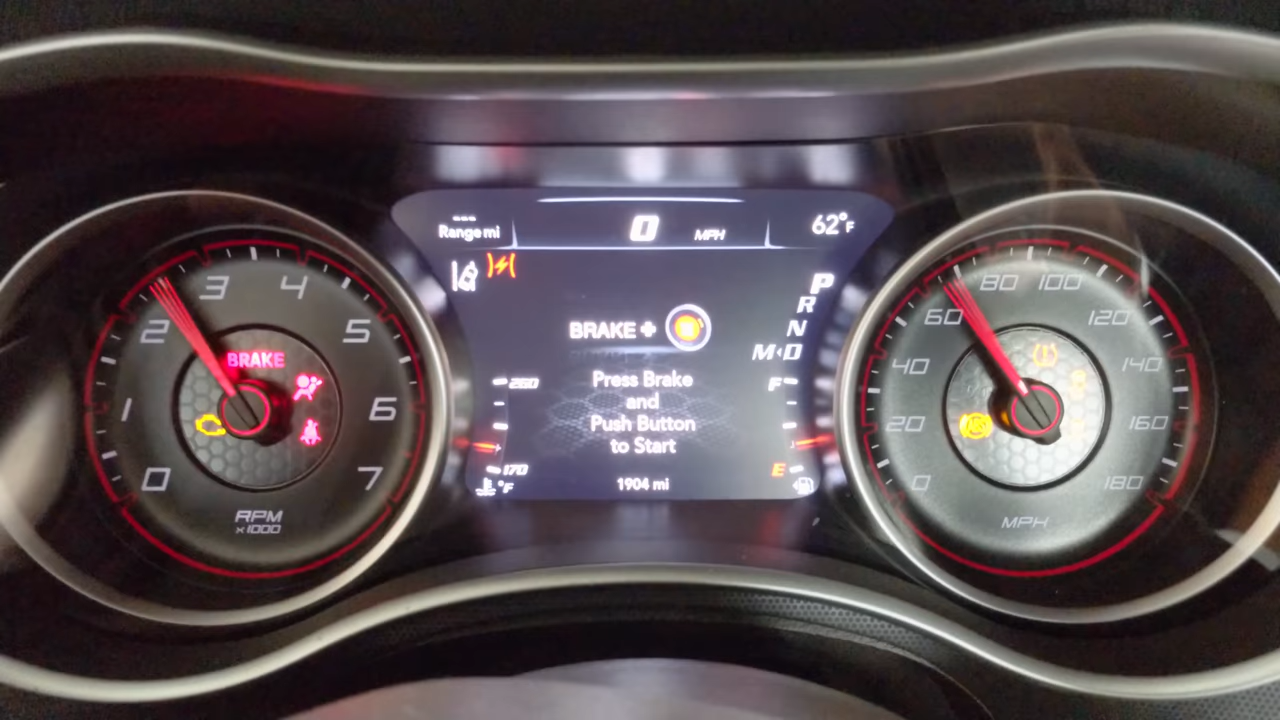 ---
Range mi
0 MPH
62°F
P
R
N
M◁D
BRAKE +
Press Brake
and
Push Button
to Start
1904 mi
260
170
°F
F
E
BRAKE
0
1
2
3
4
5
6
7
RPM
x1000
ABS
0
20
40
60
80
100
120
140
160
180
MPH